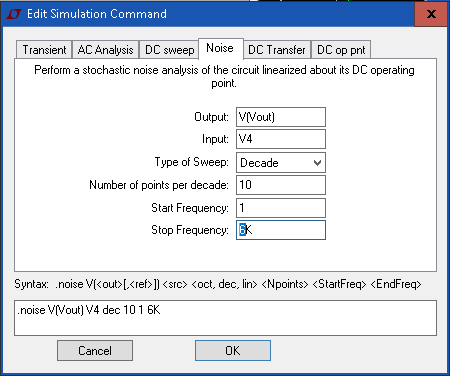 Edit Simulation Command
Transient AC Analysis DC sweep Noise DC Transfer DC op pnt
Perform a stochastic noise analysis of the circuit linearized about its DC operating
point.
Output: V(Vout)
Input: V4
Type of Sweep: Decade
Number of points per decade: 10
Start Frequency: 1
Stop Frequency: 6K
Syntax: .noise V(<out>[,<ref>]) <src> <oct, dec, lin> <Npoints> <StartFreq> <EndFreq>
.noise V(Vout) V4 dec 10 1 6K
Cancel OK